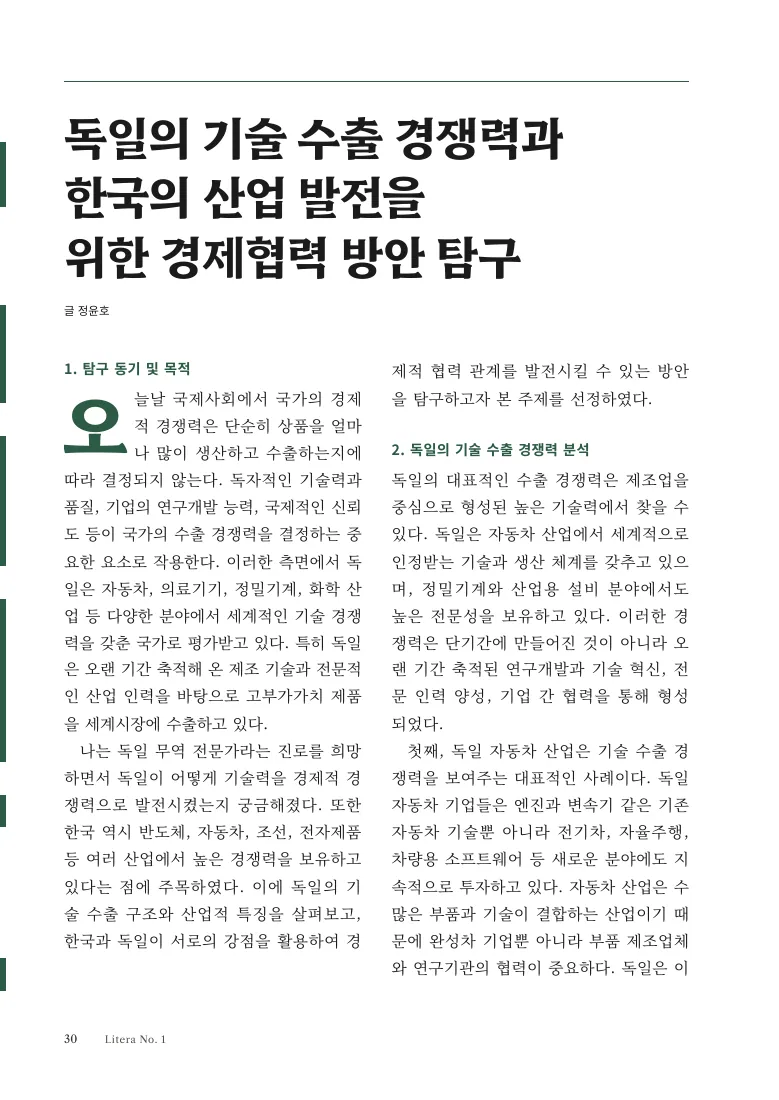 독일의 기술 수출 경쟁력과
한국의 산업 발전을
위한 경제협력 방안 탐구
글 정윤호
1. 탐구 동기 및 목적
오늘날 국제사회에서 국가의 경제
적 경쟁력은 단순히 상품을 얼마
나 많이 생산하고 수출하는지에
따라 결정되지 않는다. 독자적인 기술력과
품질, 기업의 연구개발 능력, 국제적인 신뢰
도 등이 국가의 수출 경쟁력을 결정하는 중
요한 요소로 작용한다. 이러한 측면에서 독
일은 자동차, 의료기기, 정밀기계, 화학 산
업 등 다양한 분야에서 세계적인 기술 경쟁
력을 갖춘 국가로 평가받고 있다. 특히 독일
은 오랜 기간 축적해 온 제조 기술과 전문적
인 산업 인력을 바탕으로 고부가가치 제품
을 세계시장에 수출하고 있다.
나는 독일 무역 전문가라는 진로를 희망
하면서 독일이 어떻게 기술력을 경제적 경
쟁력으로 발전시켰는지 궁금해졌다. 또한
한국 역시 반도체, 자동차, 조선, 전자제품
등 여러 산업에서 높은 경쟁력을 보유하고
있다는 점에 주목하였다. 이에 독일의 기
술 수출 구조와 산업적 특징을 살펴보고,
한국과 독일이 서로의 강점을 활용하여 경
제적 협력 관계를 발전시킬 수 있는 방안
을 탐구하고자 본 주제를 선정하였다.
2. 독일의 기술 수출 경쟁력 분석
독일의 대표적인 수출 경쟁력은 제조업을
중심으로 형성된 높은 기술력에서 찾을 수
있다. 독일은 자동차 산업에서 세계적으로
인정받는 기술과 생산 체계를 갖추고 있으
며, 정밀기계와 산업용 설비 분야에서도
높은 전문성을 보유하고 있다. 이러한 경
쟁력은 단기간에 만들어진 것이 아니라 오
랜 기간 축적된 연구개발과 기술 혁신, 전
문 인력 양성, 기업 간 협력을 통해 형성
되었다.
첫째, 독일 자동차 산업은 기술 수출 경
쟁력을 보여주는 대표적인 사례이다. 독일
자동차 기업들은 엔진과 변속기 같은 기존
자동차 기술뿐 아니라 전기차, 자율주행,
차량용 소프트웨어 등 새로운 분야에도 지
속적으로 투자하고 있다. 자동차 산업은 수
많은 부품과 기술이 결합하는 산업이기 때
문에 완성차 기업뿐 아니라 부품 제조업체
와 연구기관의 협력이 중요하다. 독일은 이
30 Litera No. 1